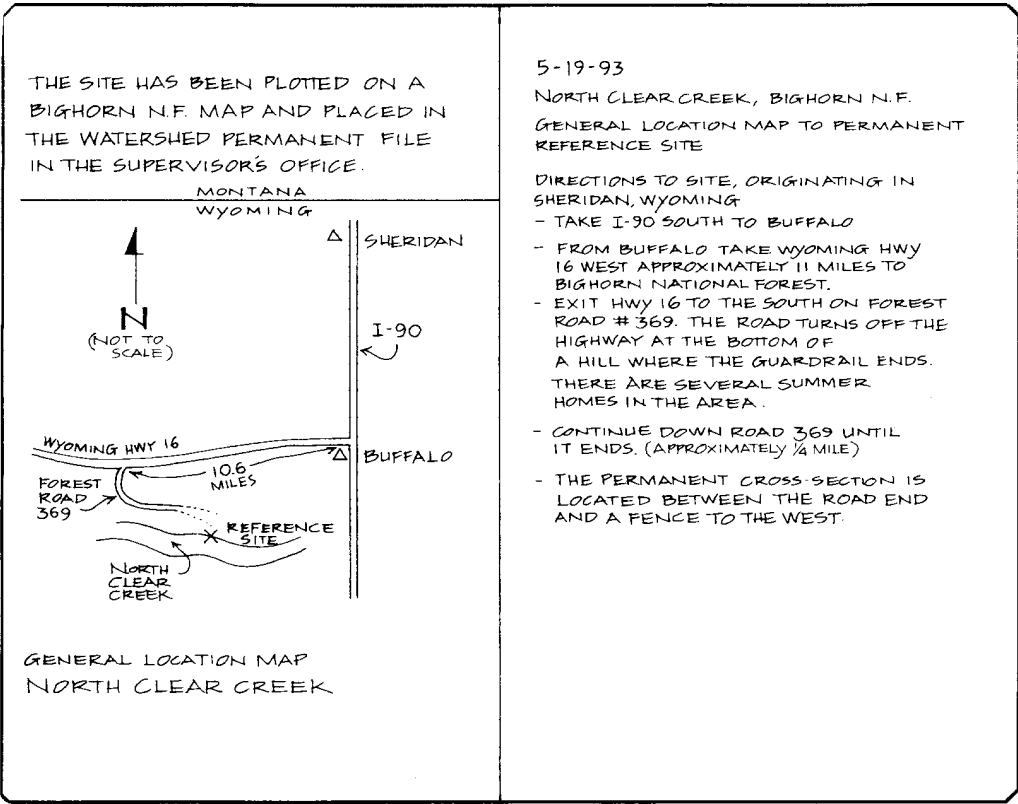 THE SITE HAS BEEN PLOTTED ON A
BIGHORN N.F. MAP AND PLACED IN
THE WATERSHED PERMANENT FILE
IN THE SUPERVISOR'S OFFICE.
MONTANA
WYOMING
SHERIDAN
N
(NOT TO
SCALE)
I-90
WYOMING HWY 16
BUFFALO
10.6
MILES
FOREST
ROAD
369
REFERENCE
SITE
NORTH
CLEAR
CREEK
GENERAL LOCATION MAP
NORTH CLEAR CREEK
5-19-93
NORTH CLEAR CREEK, BIGHORN N.F.
GENERAL LOCATION MAP TO PERMANENT
REFERENCE SITE
DIRECTIONS TO SITE, ORIGINATING IN
SHERIDAN, WYOMING
- TAKE I-90 SOUTH TO BUFFALO
- FROM BUFFALO TAKE WYOMING HWY
16 WEST APPROXIMATELY 11 MILES TO
BIGHORN NATIONAL FOREST.
- EXIT HWY 16 TO THE SOUTH ON FOREST
ROAD # 369. THE ROAD TURNS OFF THE
HIGHWAY AT THE BOTTOM OF
A HILL WHERE THE GUARDRAIL ENDS.
THERE ARE SEVERAL SUMMER
HOMES IN THE AREA.
- CONTINUE DOWN ROAD 369 UNTIL
IT ENDS. (APPROXIMATELY 1/4 MILE)
- THE PERMANENT CROSS-SECTION IS
LOCATED BETWEEN THE ROAD END
AND A FENCE TO THE WEST.